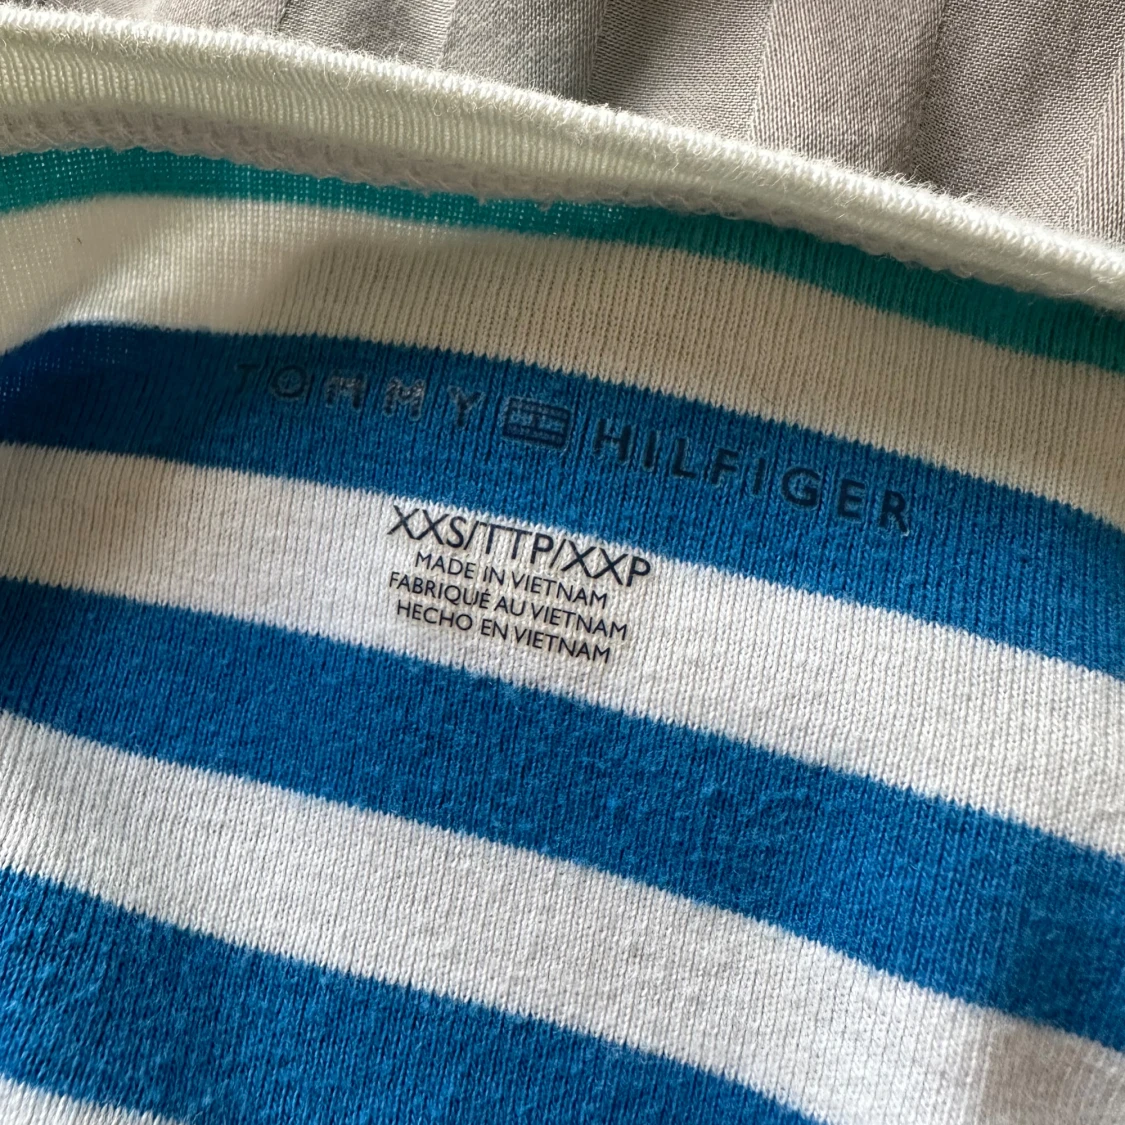 TOMMY HILFIGER
XXS/TTP/XXP
MADE IN VIETNAM
FABRIQUÉ AU VIETNAM
HECHO EN VIETNAM